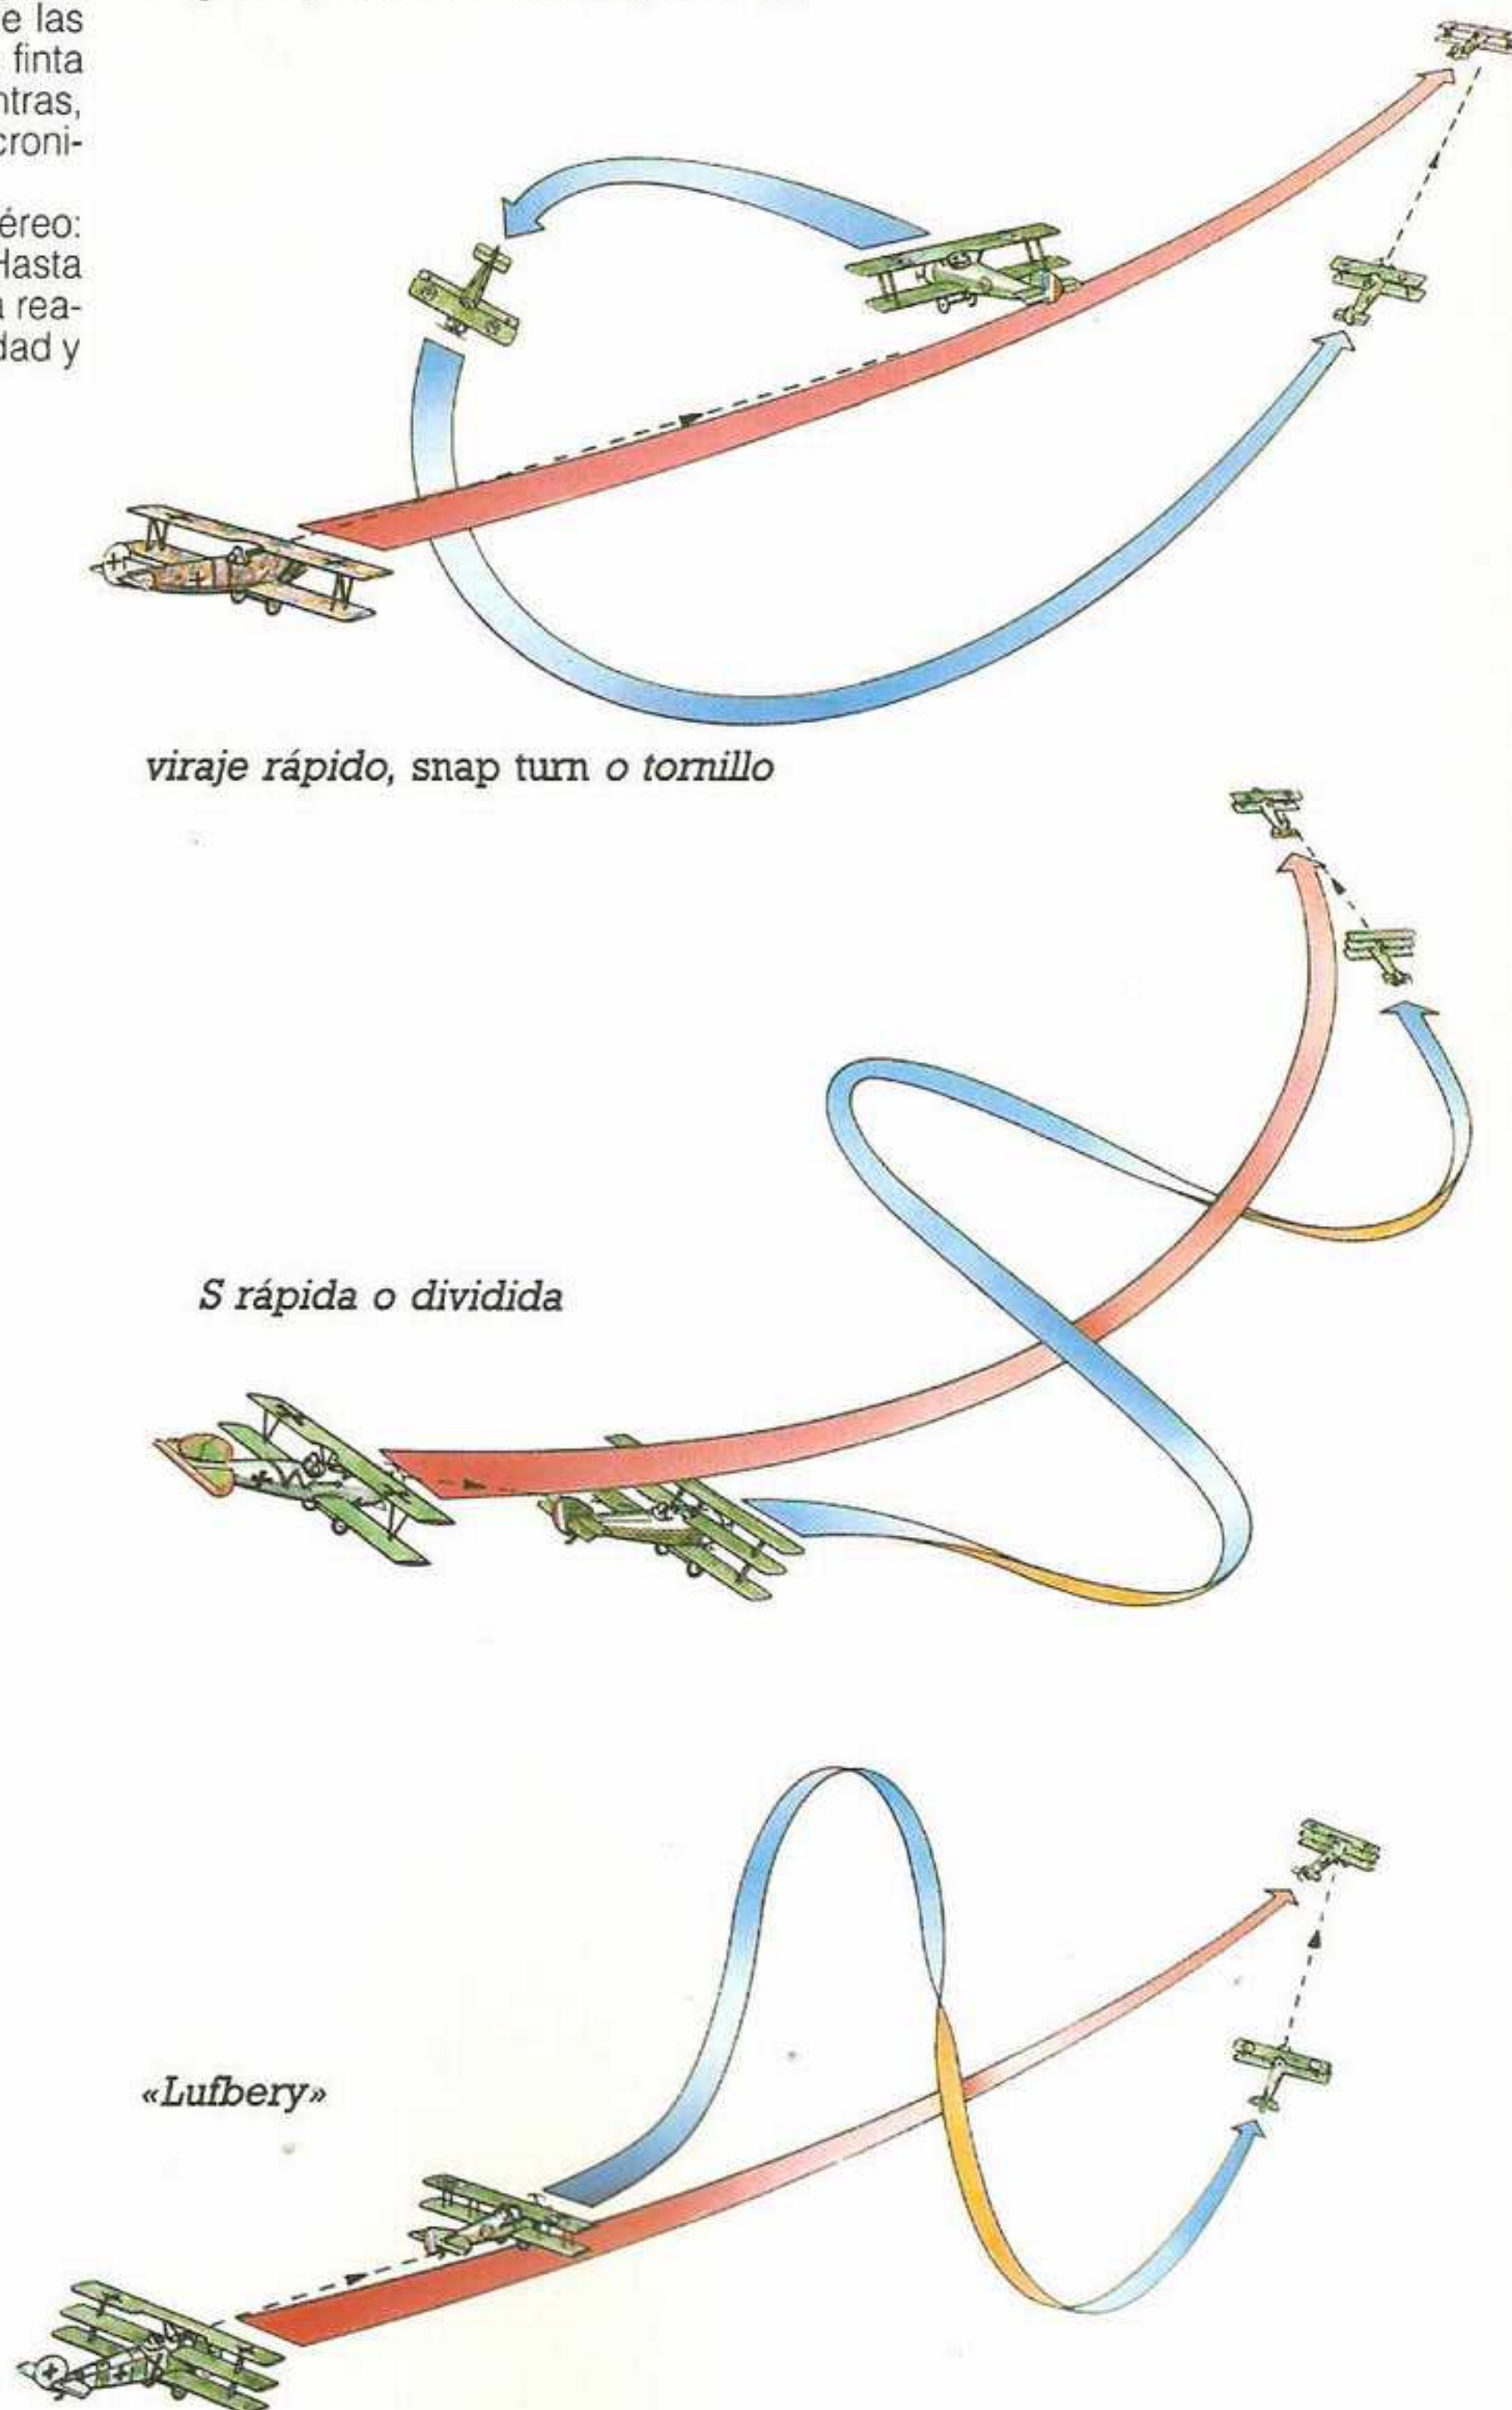 e las
finta
ntras,
croni-
éreo:
Hasta
a rea-
dad y
viraje rápido, snap turn o tornillo
S rápida o dividida
«Lufbery»